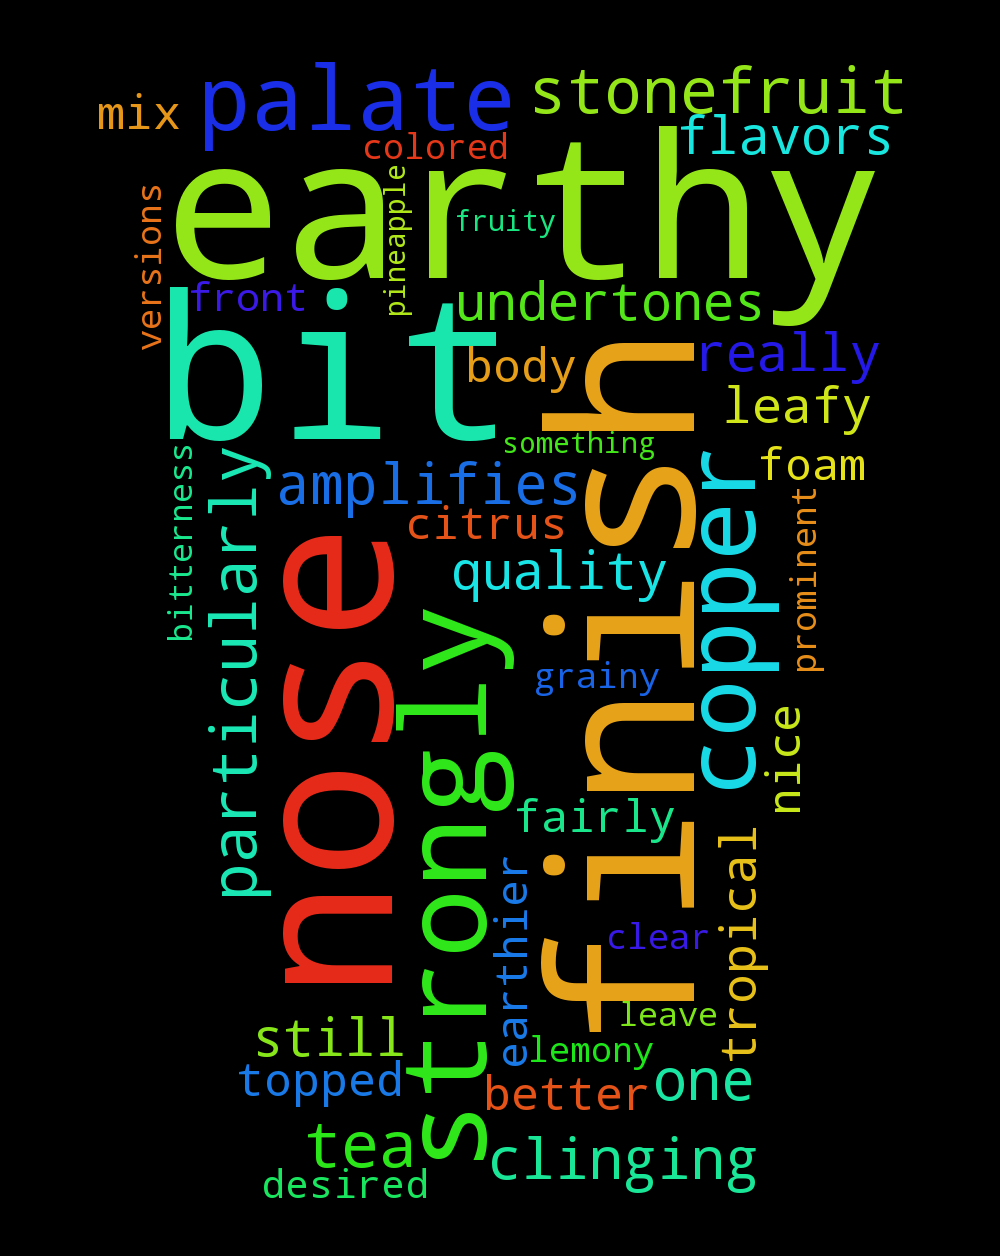 palate
stonefruit
mix
flavors
colored
earthy
pineapple
fruity
versions
front
undertones
bit
really
body
finish
leafy
something
foam
bitterness
particularly
amplifies
copper
citrus
prominent
quality
nose
strongly
grainy
nice
fairly
tropical
earthier
clear
leave
still
lemony
topped
better
one
tea
clinging
desired